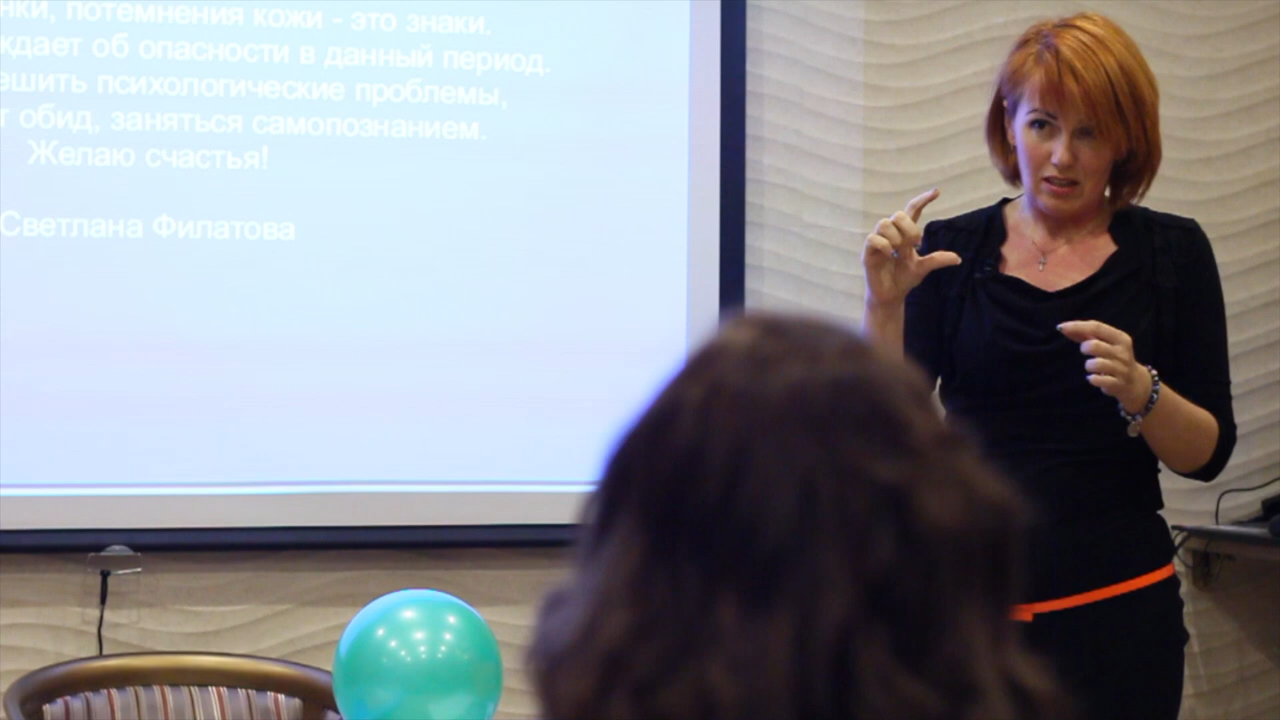 нки, потемнения кожи - это знаки.
ждает об опасности в данный период.
ешить психологические проблемы,
т обид, заняться самопознанием.
Желаю счастья!
Светлана Филатова